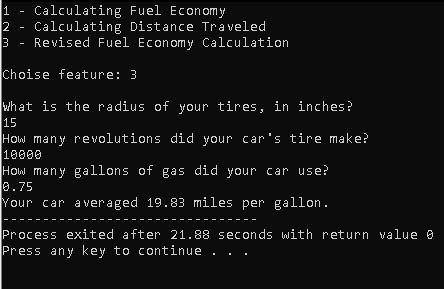 1 - Calculating Fuel Economy
2 - Calculating Distance Traveled
3 - Revised Fuel Economy Calculation
Choise feature: 3
What is the radius of your tires, in inches?
15
How many revolutions did your car's tire make?
10000
How many gallons of gas did your car use?
0.75
Your car averaged 19.83 miles per gallon.
--------------------------------
Process exited after 21.88 seconds with return value 0
Press any key to continue . . .